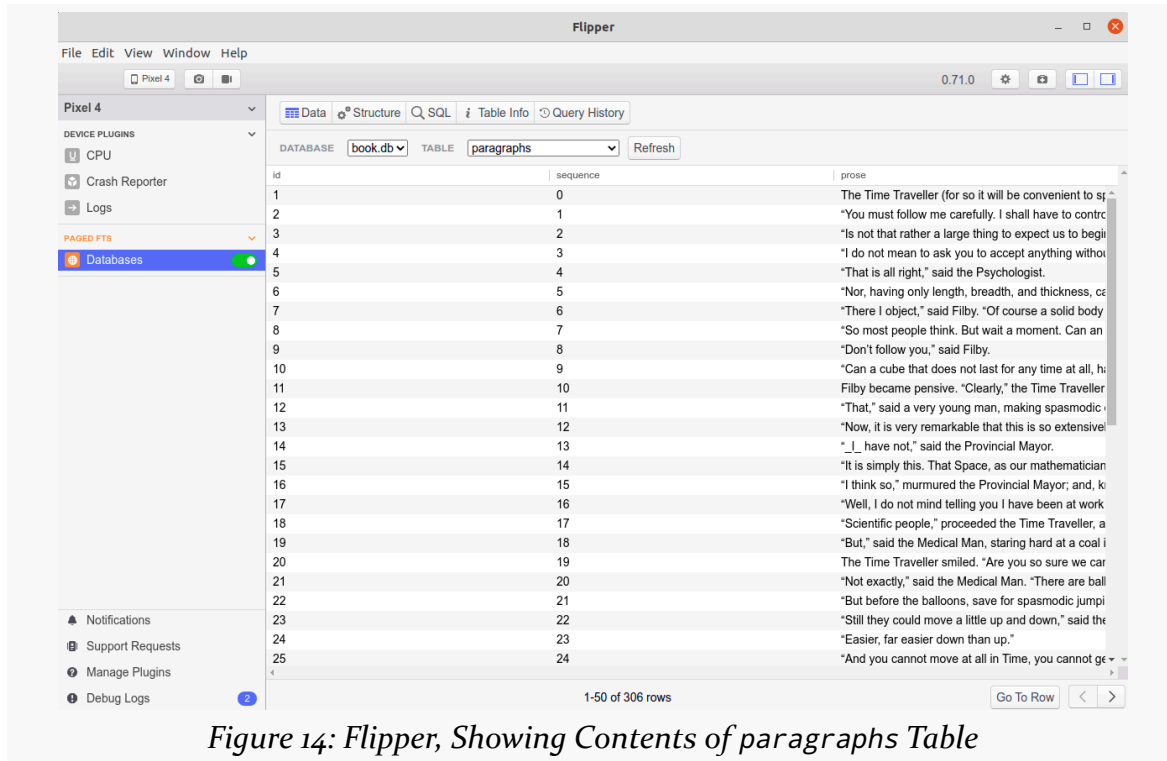 Flipper
File Edit View Window Help
Pixel 4 0.71.0
Pixel 4
Data Structure SQL i Table Info Query History
DEVICE PLUGINS
CPU
Crash Reporter
Logs
PAGED FTS
Databases
DATABASE book.db TABLE paragraphs Refresh
id sequence prose
1 0 The Time Traveller (for so it will be convenient to
2 1 “You must follow me carefully. I shall have to
3 2 “Is not that rather a large thing to expect us to
4 3 “I do not mean to ask you to accept anything
5 4 “That is all right,” said the Psychologist.
6 5 “Nor, having only length, breadth, and thickness,
7 6 “There I object,” said Filby. “Of course a solid body
8 7 “So most people think. But wait a moment. Can an
9 8 “Don’t follow you,” said Filby.
10 9 “Can a cube that does not last for any time at all,
11 10 Filby became pensive. “Clearly,” the Time Traveller
12 11 “That,” said a very young man, making spasmodic
13 12 “Now, it is very remarkable that this is so
14 13 “_I_ have not,” said the Provincial Mayor.
15 14 “It is simply this. That Space, as our mathematician
16 15 “I think so,” murmured the Provincial Mayor; and,
17 16 “Well, I do not mind telling you I have been at work
18 17 “Scientific people,” proceeded the Time Traveller, a
19 18 “But,” said the Medical Man, staring hard at a coal i
20 19 The Time Traveller smiled. “Are you so sure we
21 20 “Not exactly,” said the Medical Man. “There are ball
22 21 “But before the balloons, save for spasmodic jumpi
23 22 “Still they could move a little up and down,” said the
24 23 “Easier, far easier down than up.”
25 24 “And you cannot move at all in Time, you cannot
Notifications
Support Requests
Manage Plugins
Debug Logs 2
1-50 of 306 rows Go To Row
Figure 14: Flipper, Showing Contents of paragraphs Table